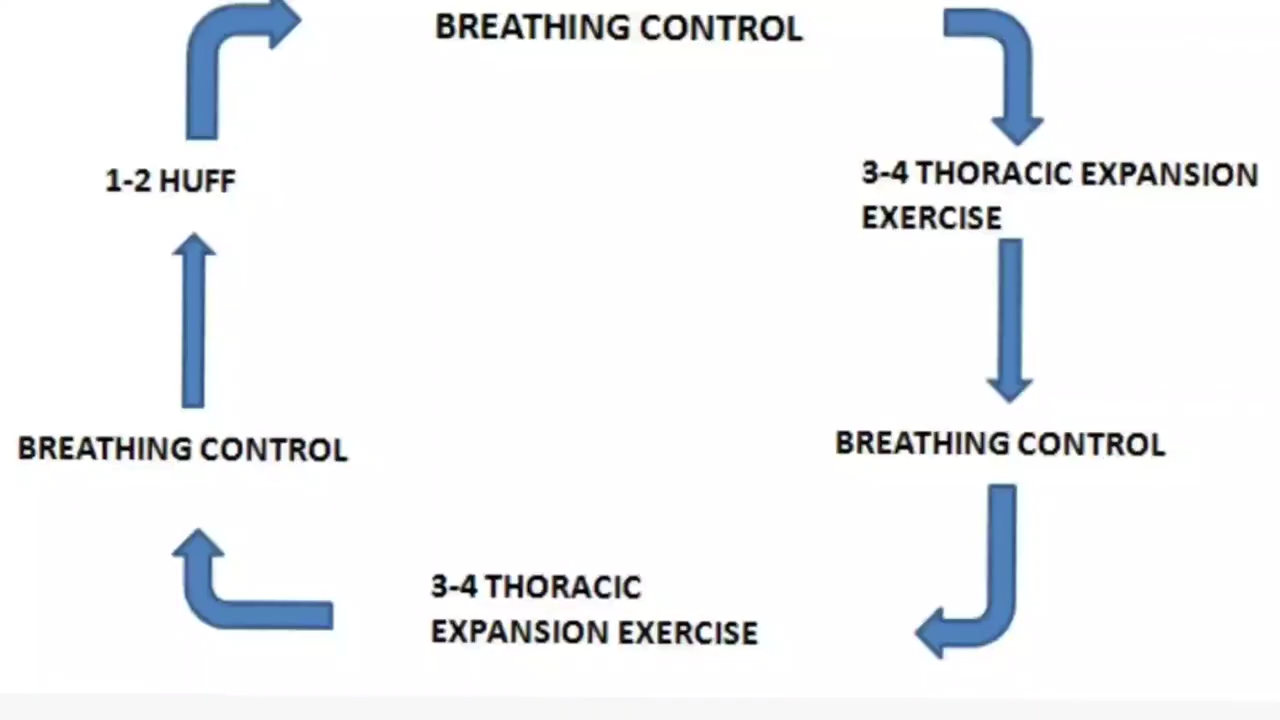 BREATHING CONTROL
3-4 THORACIC EXPANSION
EXERCISE
BREATHING CONTROL
3-4 THORACIC
EXPANSION EXERCISE
BREATHING CONTROL
1-2 HUFF